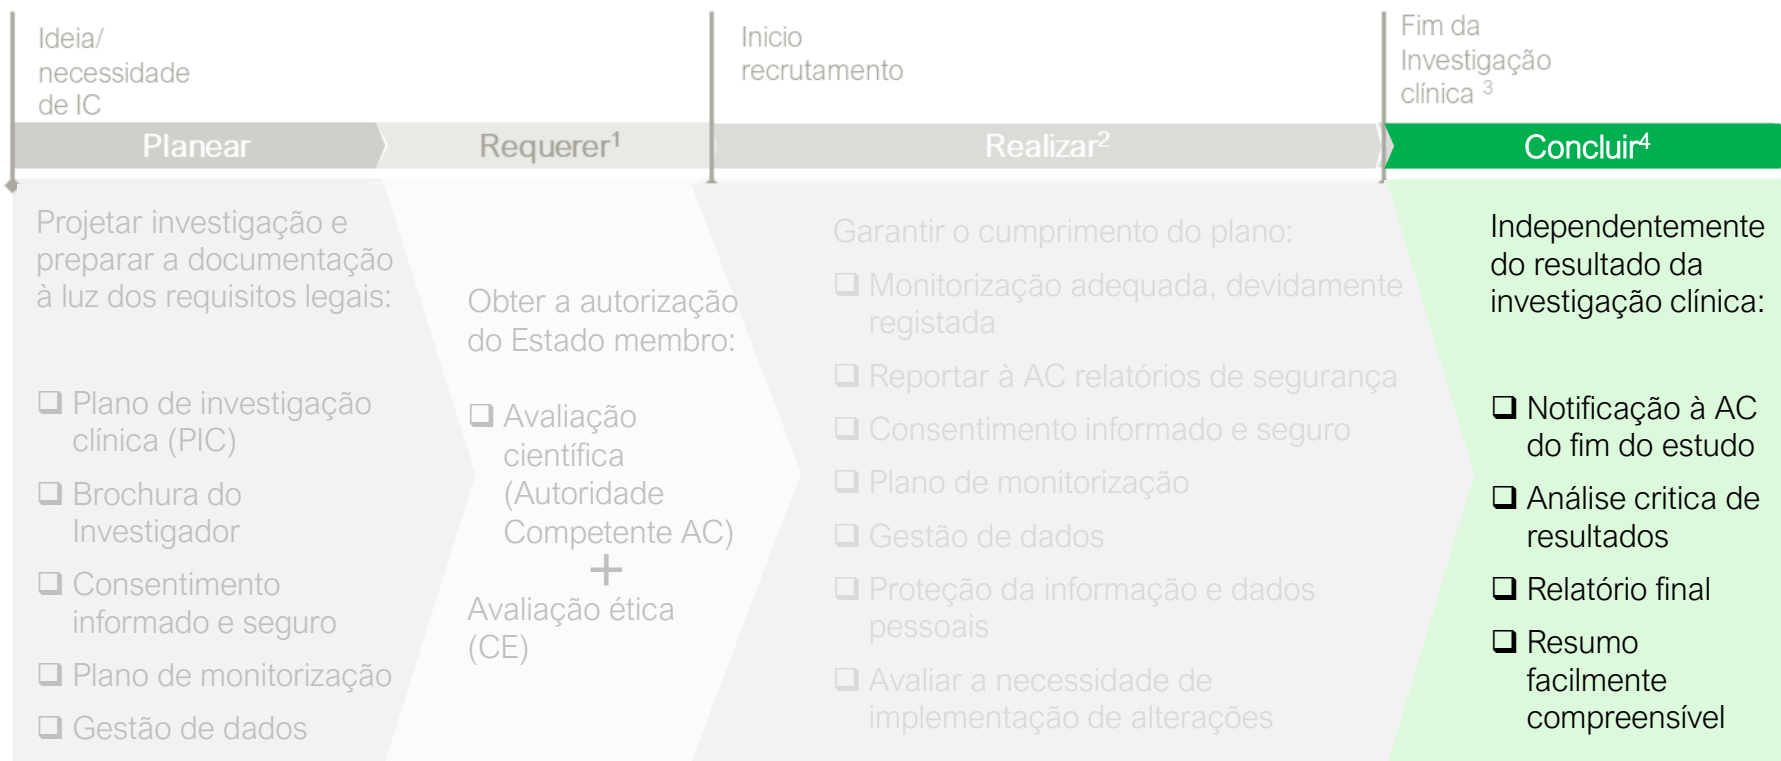 Ideia/
necessidade
de IC
Inicio
recrutamento
Fim da
Investigação
clínica ³
Planear
Requerer¹
Realizar²
Concluir⁴
Projetar investigação e
preparar a documentação
à luz dos requisitos legais:
❑ Plano de investigação
clínica (PIC)
❑ Brochura do
Investigador
❑ Consentimento
informado e seguro
❑ Plano de monitorização
❑ Gestão de dados
Obter a autorização
do Estado membro:
❑ Avaliação
científica
(Autoridade
Competente AC)
+
Avaliação ética
(CE)
Garantir o cumprimento do plano:
❑ Monitorização adequada, devidamente
registada
❑ Reportar à AC relatórios de segurança
❑ Consentimento informado e seguro
❑ Plano de monitorização
❑ Gestão de dados
❑ Proteção da informação e dados
pessoais
❑ Avaliar a necessidade de
implementação de alterações
Independentemente
do resultado da
investigação clínica:
❑ Notificação à AC
do fim do estudo
❑ Análise critica de
resultados
❑ Relatório final
❑ Resumo
facilmente
compreensível